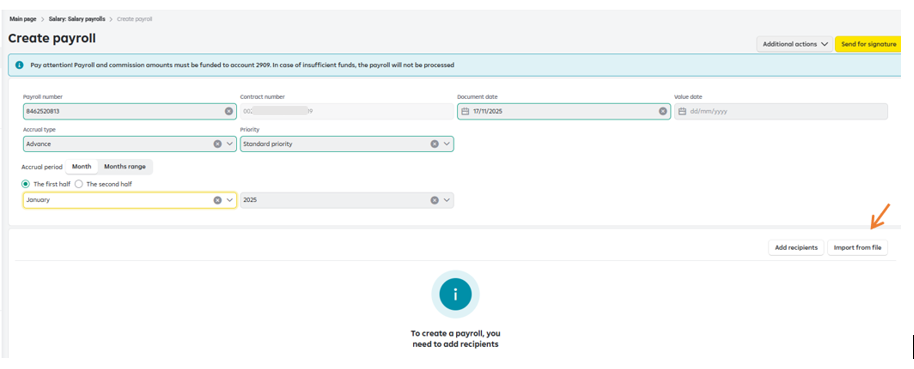 Main page > Salary: Salary payrolls > Create payroll
Create payroll
Additional actions
Send for signature
Pay attention! Payroll and commission amounts must be funded to account 2909. In case of insufficient funds, the payroll will not be processed
Payroll number Contract number Document date Value date
8462520813 00 9 17/11/2025 dd/mm/yyyy
Accrual type Priority
Advance Standard priority
Accrual period Month Months range
The first half The second half
January 2025
Add recipients Import from file
To create a payroll, you
need to add recipients